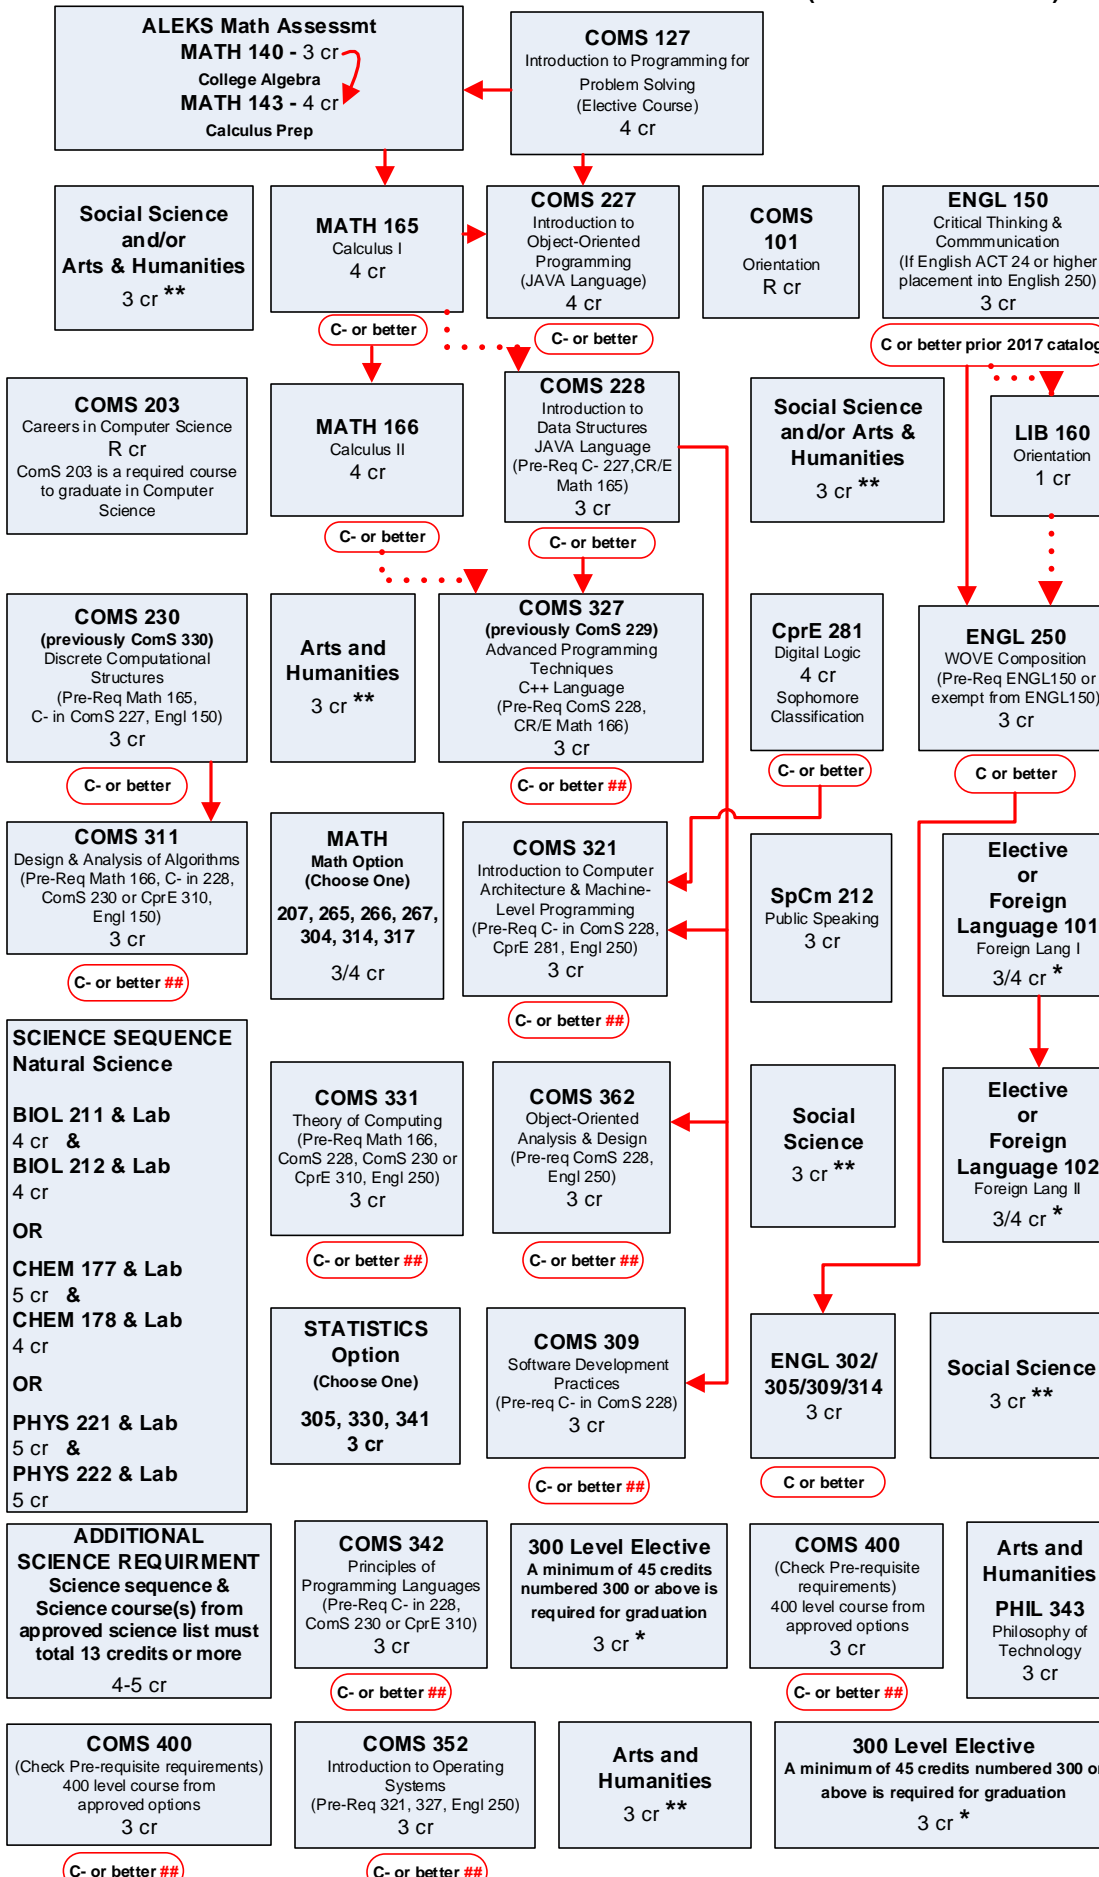 ALEKS Math Assessmt
MATH 140 - 3 cr
College Algebra
MATH 143 - 4 cr
Calculus Prep
COMS 127
Introduction to Programming for
Problem Solving
(Elective Course)
4 cr
Social Science
and/or
Arts & Humanities
3 cr **
MATH 165
Calculus I
4 cr
C- or better
COMS 227
Introduction to
Object-Oriented
Programming
(JAVA Language)
4 cr
C- or better
COMS
101
Orientation
R cr
ENGL 150
Critical Thinking &
Commmunication
(If English ACT 24 or higher
placement into English 250)
3 cr
C or better prior 2017 catalog
COMS 203
Careers in Computer Science
R cr
ComS 203 is a required course
to graduate in Computer
Science
MATH 166
Calculus II
4 cr
C- or better
COMS 228
Introduction to
Data Structures
JAVA Language
(Pre-Req C- 227,CR/E
Math 165)
3 cr
C- or better
Social Science
and/or Arts &
Humanities
3 cr **
LIB 160
Orientation
1 cr
COMS 230
(previously ComS 330)
Discrete Computational
Structures
(Pre-Req Math 165,
C- in ComS 227, Engl 150)
3 cr
C- or better
Arts and
Humanities
3 cr **
COMS 327
(previously ComS 229)
Advanced Programming
Techniques
C++ Language
(Pre-Req ComS 228,
CR/E Math 166)
3 cr
C- or better ##
CprE 281
Digital Logic
4 cr
Sophomore
Classification
C- or better
ENGL 250
WOVE Composition
(Pre-Req ENGL150 or
exempt from ENGL150)
3 cr
C or better
COMS 311
Design & Analysis of Algorithms
(Pre-Req Math 166, C- in 228,
ComS 230 or CprE 310,
Engl 150)
3 cr
C- or better ##
MATH
Math Option
(Choose One)
207, 265, 266, 267,
304, 314, 317
3/4 cr
COMS 321
Introduction to Computer
Architecture & Machine-
Level Programming
(Pre-Req C- in ComS 228,
CprE 281, Engl 250)
3 cr
C- or better ##
SpCm 212
Public Speaking
3 cr
Elective
or
Foreign
Language 101
Foreign Lang I
3/4 cr *
SCIENCE SEQUENCE
Natural Science
BIOL 211 & Lab
4 cr &
BIOL 212 & Lab
4 cr
OR
CHEM 177 & Lab
5 cr &
CHEM 178 & Lab
4 cr
OR
PHYS 221 & Lab
5 cr &
PHYS 222 & Lab
5 cr
COMS 331
Theory of Computing
(Pre-Req Math 166,
ComS 228, ComS 230 or
CprE 310, Engl 250)
3 cr
C- or better ##
COMS 362
Object-Oriented
Analysis & Design
(Pre-req ComS 228,
Engl 250)
3 cr
C- or better ##
Social
Science
3 cr **
Elective
or
Foreign
Language 102
Foreign Lang II
3/4 cr *
STATISTICS
Option
(Choose One)
305, 330, 341
3 cr
COMS 309
Software Development
Practices
(Pre-req C- in ComS 228)
3 cr
C- or better ##
ENGL 302/
305/309/314
3 cr
C or better
Social Science
3 cr **
ADDITIONAL
SCIENCE REQUIRMENT
Science sequence &
Science course(s) from
approved science list must
total 13 credits or more
4-5 cr
COMS 342
Principles of
Programming Languages
(Pre-Req C- in 228,
ComS 230 or CprE 310)
3 cr
C- or better ##
300 Level Elective
A minimum of 45 credits
numbered 300 or above is
required for graduation
3 cr *
COMS 400
(Check Pre-requisite
requirements)
400 level course from
approved options
3 cr
C- or better ##
Arts and
Humanities
PHIL 343
Philosophy of
Technology
3 cr
COMS 400
(Check Pre-requisite requirements)
400 level course from
approved options
3 cr
C- or better ##
COMS 352
Introduction to Operating
Systems
(Pre-Req 321, 327, Engl 250)
3 cr
C- or better ##
Arts and
Humanities
3 cr **
300 Level Elective
A minimum of 45 credits numbered 300 or
above is required for graduation
3 cr *